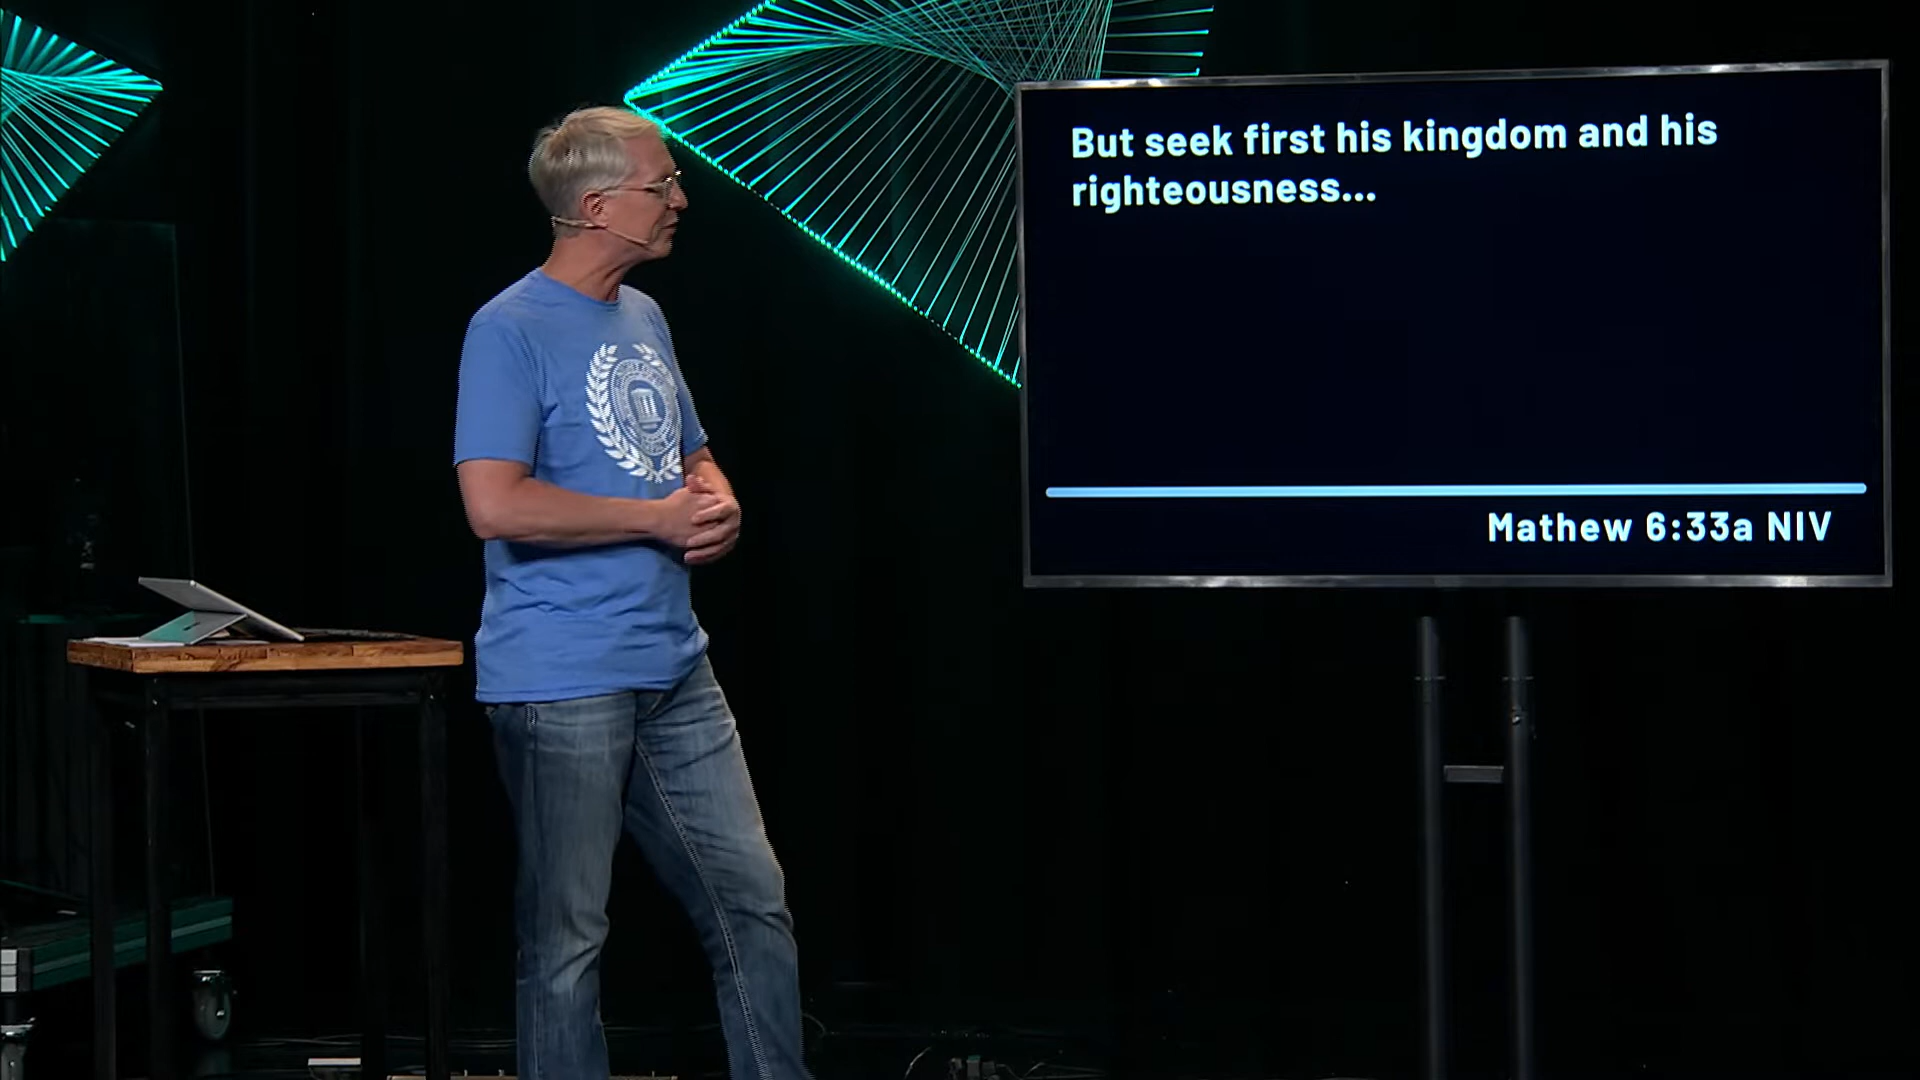 But seek first his kingdom and his
righteousness...
Mathew 6:33a NIV